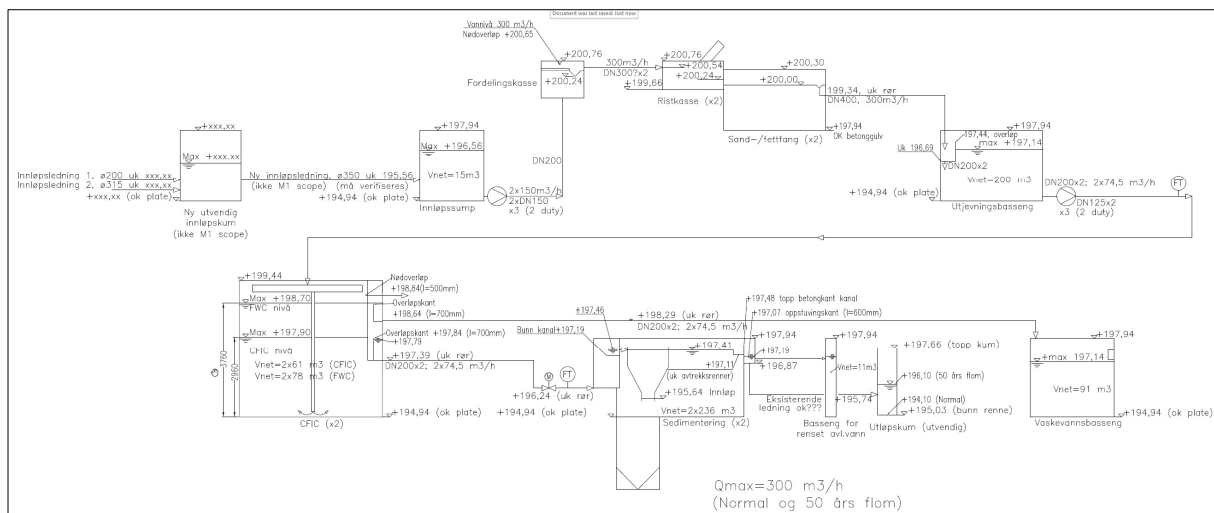 Document was last saved: Just now
Vannivå 300 m3/h
Nødoverløp +200,65
+200,76
+200,24
Fordelingskasse
300m3/h
DN300?x2
+199,66
+200,76
+200,54
+200,24
Ristkasse (x2)
+200,30
+200,00
199,34, uk rør
DN400, 300m3/h
+197,94
OK betonggulv
Sand-/fettfang (x2)
+xxx,xx
Max +xxx,xx
Innløpsledning 1, ø200 uk xxx,xx
Innløpsledning 2, ø315 uk xxx,xx
+xxx,xx (ok plate)
Ny utvendig
innløpskum
(ikke M1 scope)
Ny innløpsledning, ø350 uk 195,56
(ikke M1 scope) (må verifiseres)
+194,94 (ok plate)
+197,94
Max +196,56
Vnet=15m3
Innløpssump
DN200
2x150m3/h
2xDN150
x3 (2 duty)
+197,94
197,44, overløp
max +197,14
Uk 196,69
DN200x2
Vnet=200 m3
+194,94 (ok plate)
Utjevningsbasseng
DN200x2; 2x74,5 m3/h
DN125x2
x3 (2 duty)
FT
+199,44
Nødoverløp
+198,84(l=500mm)
Max +198,70
FWC nivå
Overløpskant
+198,64 (l=700mm)
Max +197,90
CFIC nivå
Overløpskant +197,84 (l=700mm)
+197,79
Vnet=2x61 m3 (CFIC)
Vnet=2x78 m3 (FWC)
3760
2960
+197,39 (uk rør)
DN200x2; 2x74,5 m3/h
+194,94 (ok plate)
CFIC (x2)
+198,29 (uk rør)
DN200x2; 2x74,5 m3/h
M
FT
+196,24 (uk rør)
+194,94 (ok plate)
Bunn kanal+197,19
+197,46
+197,41
+197,11
(uk avtrekksrenner)
+195,64 Innløp
Vnet=2x236 m3
Sedimentering (x2)
+197,48 topp betongkant kanal
+197,07 oppstuvingskant (l=600mm)
+197,94
+197,19
+196,87
Eksisterende
ledning ok???
+197,94
Vnet=11m3
+195,74
Basseng for
renset avl.vann
+197,66 (topp kum)
+196,10 (50 års flom)
+194,10 (Normal)
+195,03 (bunn renne)
Utløpskum (utvendig)
+197,94
+max 197,14
Vnet=91 m3
+194,94 (ok plate)
Vaskevannsbasseng
Qmax=300 m3/h
(Normal og 50 års flom)